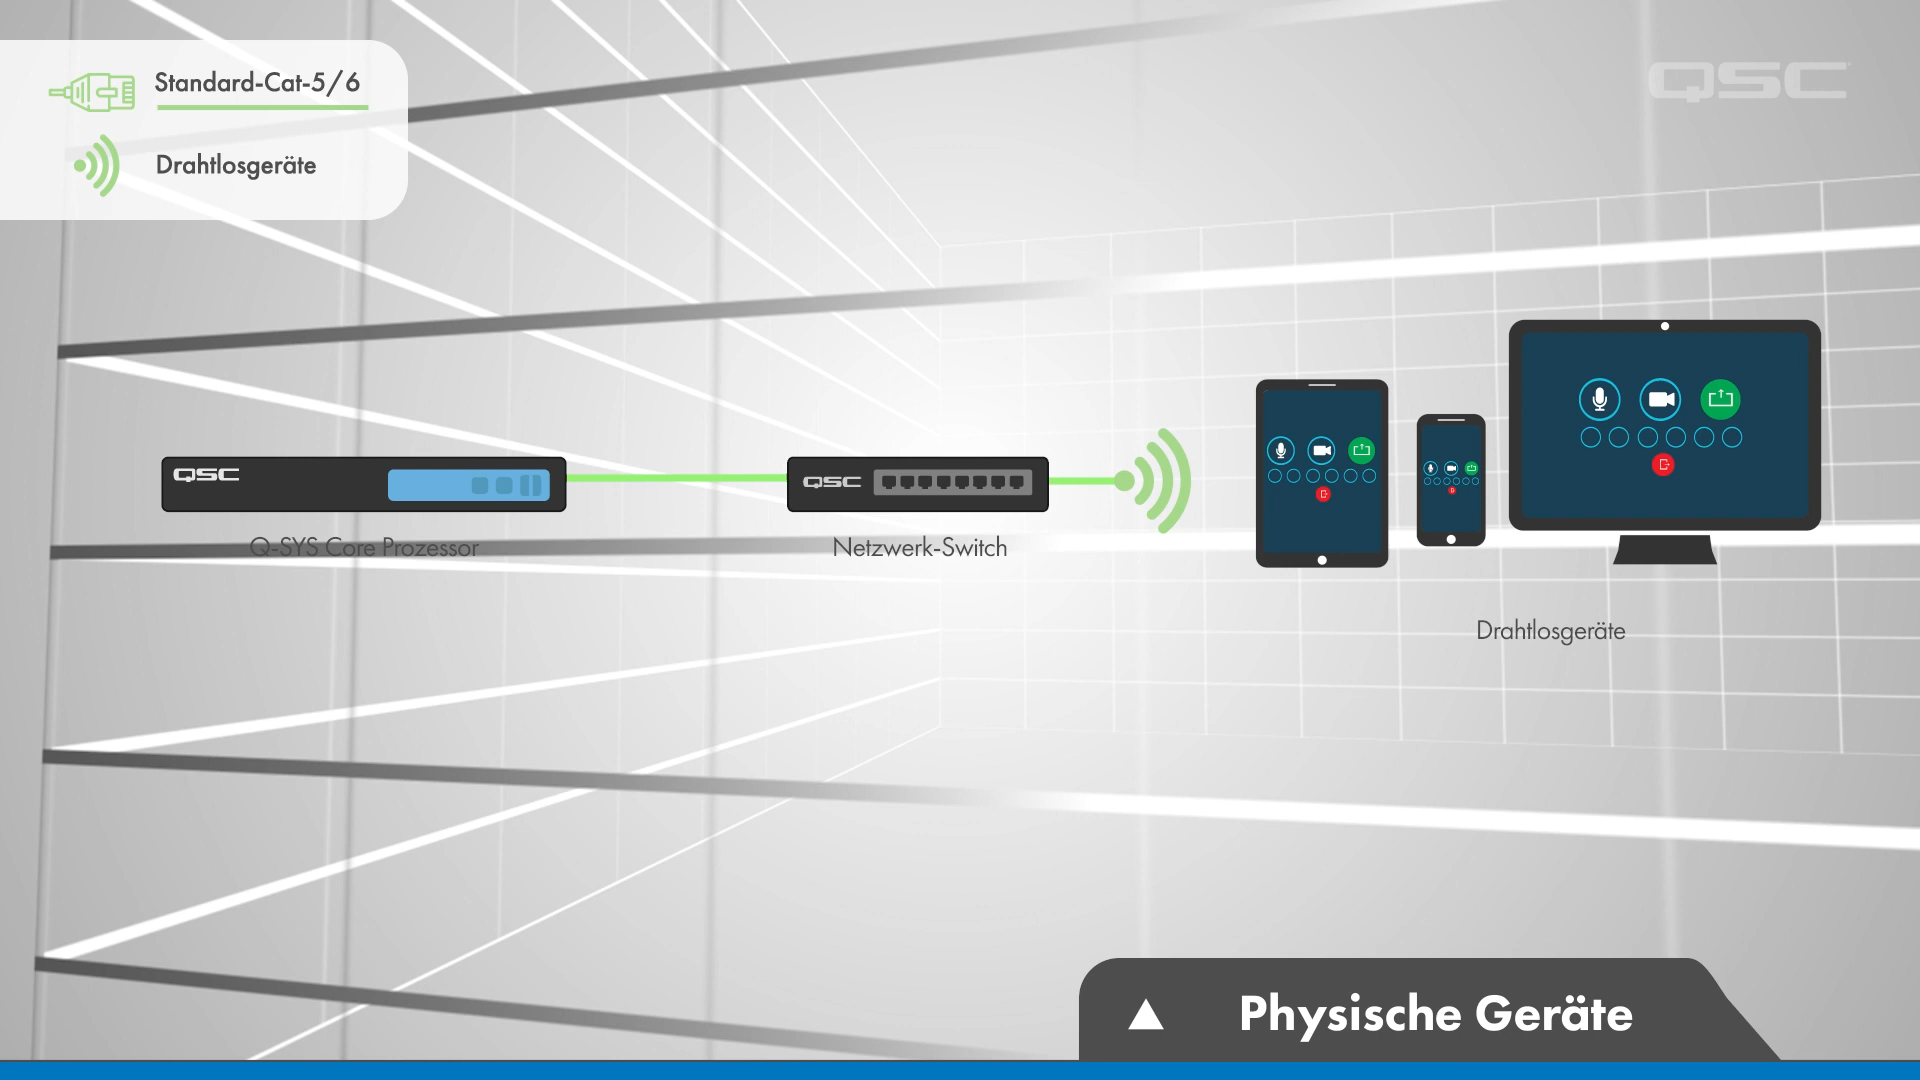 Standard-Cat-5/6
Drahtlosgeräte
QSC
QSC
QSC
Q-SYS Core Prozessor
Netzwerk-Switch
Drahtlosgeräte
Physische Geräte